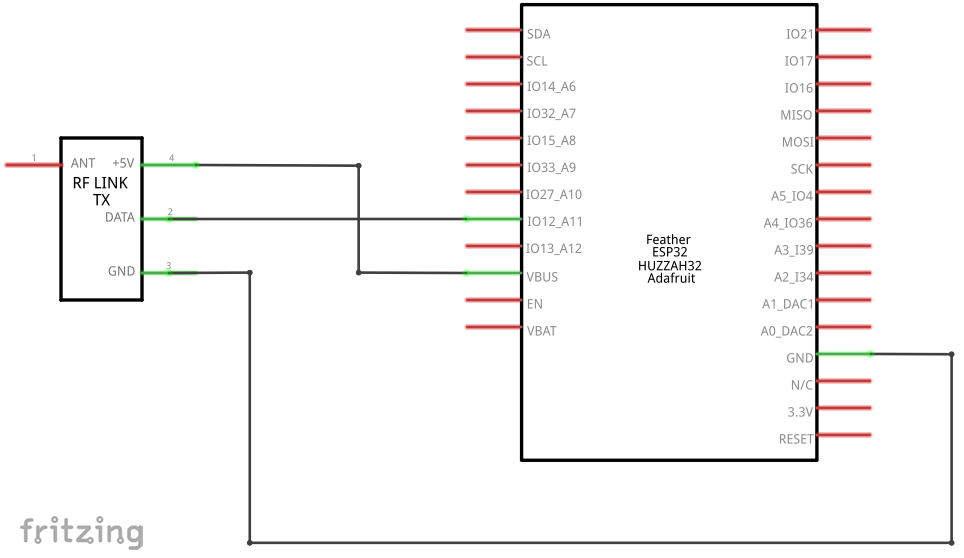 SDA
SCL
IO14_A6
IO32_A7
IO15_A8
IO33_A9
IO27_A10
IO12_A11
IO13_A12
VBUS
EN
VBAT
IO21
IO17
IO16
MISO
MOSI
SCK
A5_IO4
A4_IO36
A3_I39
A2_I34
A1_DAC1
A0_DAC2
GND
N/C
3.3V
RESET
Feather
ESP32
HUZZAH32
Adafruit
1
ANT +5V
4
RF LINK
TX
DATA
2
GND
3
fritzing